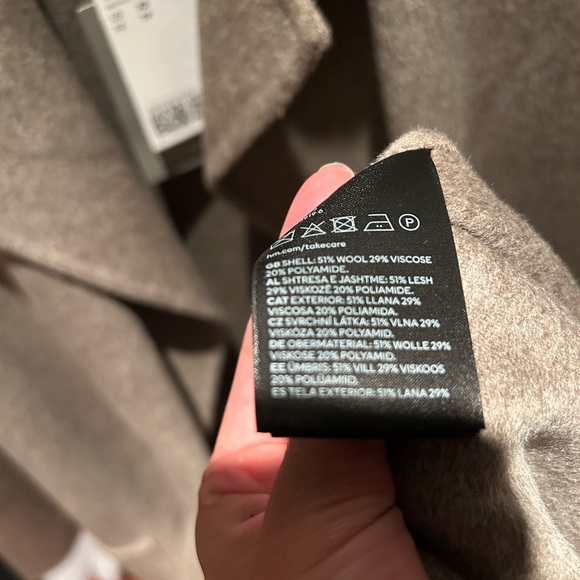 hm.com/takecare
GB SHELL: 51% WOOL 29% VISCOSE
20% POLYAMIDE.
AL SHTRESA E JASHTME: 51% LESH
29% VISKOZË 20% POLIAMIDE.
CAT EXTERIOR: 51% LLANA 29%
VISCOSA 20% POLIAMIDA.
CZ SVRCHNÍ LÁTKA: 51% VLNA 29%
VISKÓZA 20% POLYAMID.
DE OBERMATERIAL: 51% WOLLE 29%
VISKOSE 20% POLYAMID.
EE ÜMBRIS: 51% VILL 29% VISKOOS
20% POLÜAMIID.
ES TELA EXTERIOR: 51% LANA 29%